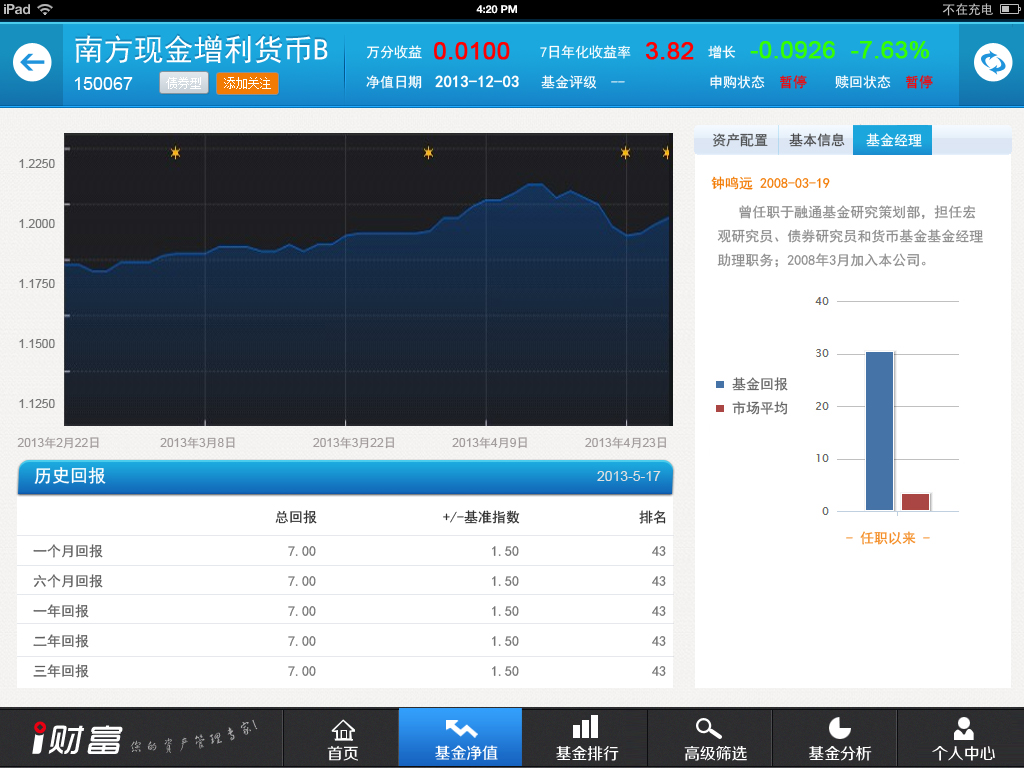 iPad 4:20 PM 不在充电
南方现金增利货币B
150067 债券型 添加关注
万分收益 0.0100 7日年化收益率 3.82 增长 -0.0926 -7.63%
净值日期 2013-12-03 基金评级 -- 申购状态 暂停 赎回状态 暂停
1.2250
1.2000
1.1750
1.1500
1.1250
2013年2月22日 2013年3月8日 2013年3月22日 2013年4月9日 2013年4月23日
历史回报 2013-5-17
总回报 +/-基准指数 排名
一个月回报 7.00 1.50 43
六个月回报 7.00 1.50 43
一年回报 7.00 1.50 43
二年回报 7.00 1.50 43
三年回报 7.00 1.50 43
资产配置 基本信息 基金经理
钟鸣远 2008-03-19
曾任职于融通基金研究策划部，担任宏
观研究员、债券研究员和货币基金基金经理
助理职务；2008年3月加入本公司。
40
30
20
10
0
基金回报
市场平均
- 任职以来 -
i财富 您的资产管理专家!
首页 基金净值 基金排行 高级筛选 基金分析 个人中心